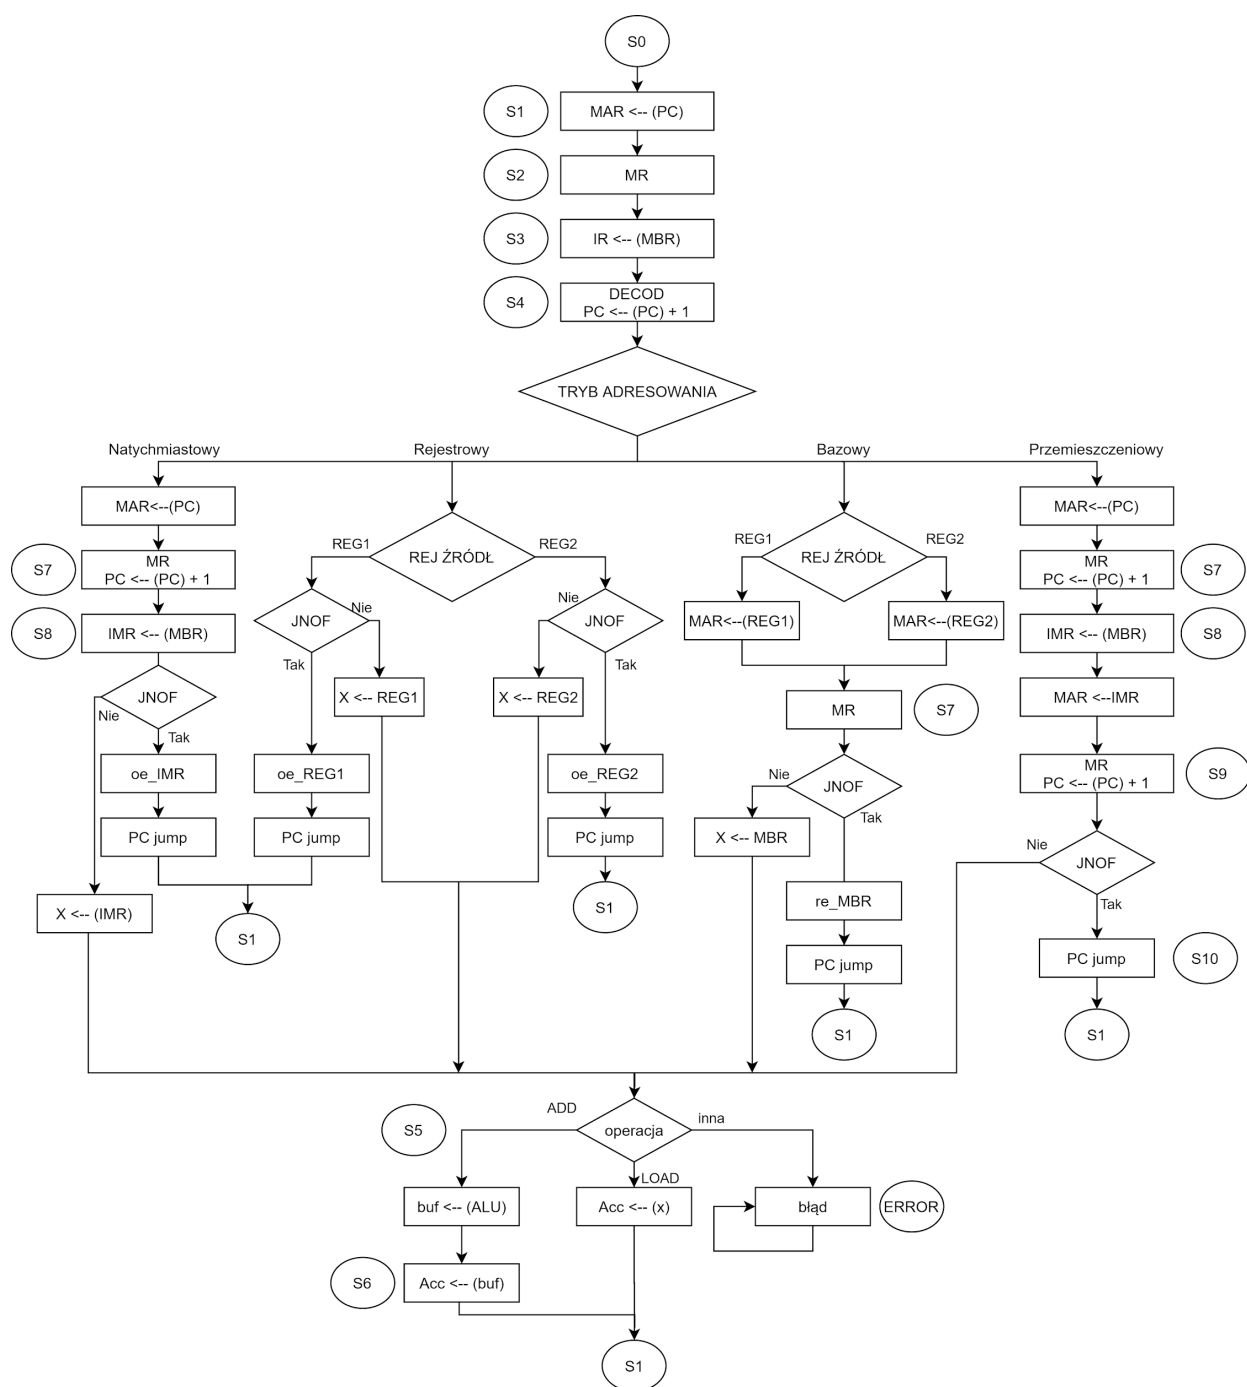 S0
S1
MAR <-- (PC)
S2
MR
S3
IR <-- (MBR)
S4
DECOD
PC <-- (PC) + 1
TRYB ADRESOWANIA
Natychmiastowy
Rejestrowy
Bazowy
Przemieszczeniowy
MAR<--(PC)
S7
MR
PC <-- (PC) + 1
S8
IMR <-- (MBR)
JNOF
Nie
Tak
oe_IMR
PC jump
X <-- (IMR)
REG1
REJ ŹRÓDŁ
REG2
JNOF
Nie
Tak
X <-- REG1
oe_REG1
PC jump
S1
Nie
JNOF
Tak
X <-- REG2
oe_REG2
PC jump
S1
REG1
REJ ŹRÓDŁ
REG2
MAR<--(REG1)
MAR<--(REG2)
MR
S7
Nie
JNOF
Tak
X <-- MBR
re_MBR
PC jump
S1
MAR<--(PC)
MR
PC <-- (PC) + 1
S7
IMR <-- (MBR)
S8
MAR <--IMR
MR
PC <-- (PC) + 1
S9
Nie
JNOF
Tak
PC jump
S10
S1
S5
ADD
operacja
inna
LOAD
buf <-- (ALU)
Acc <-- (x)
błąd
ERROR
S6
Acc <-- (buf)
S1